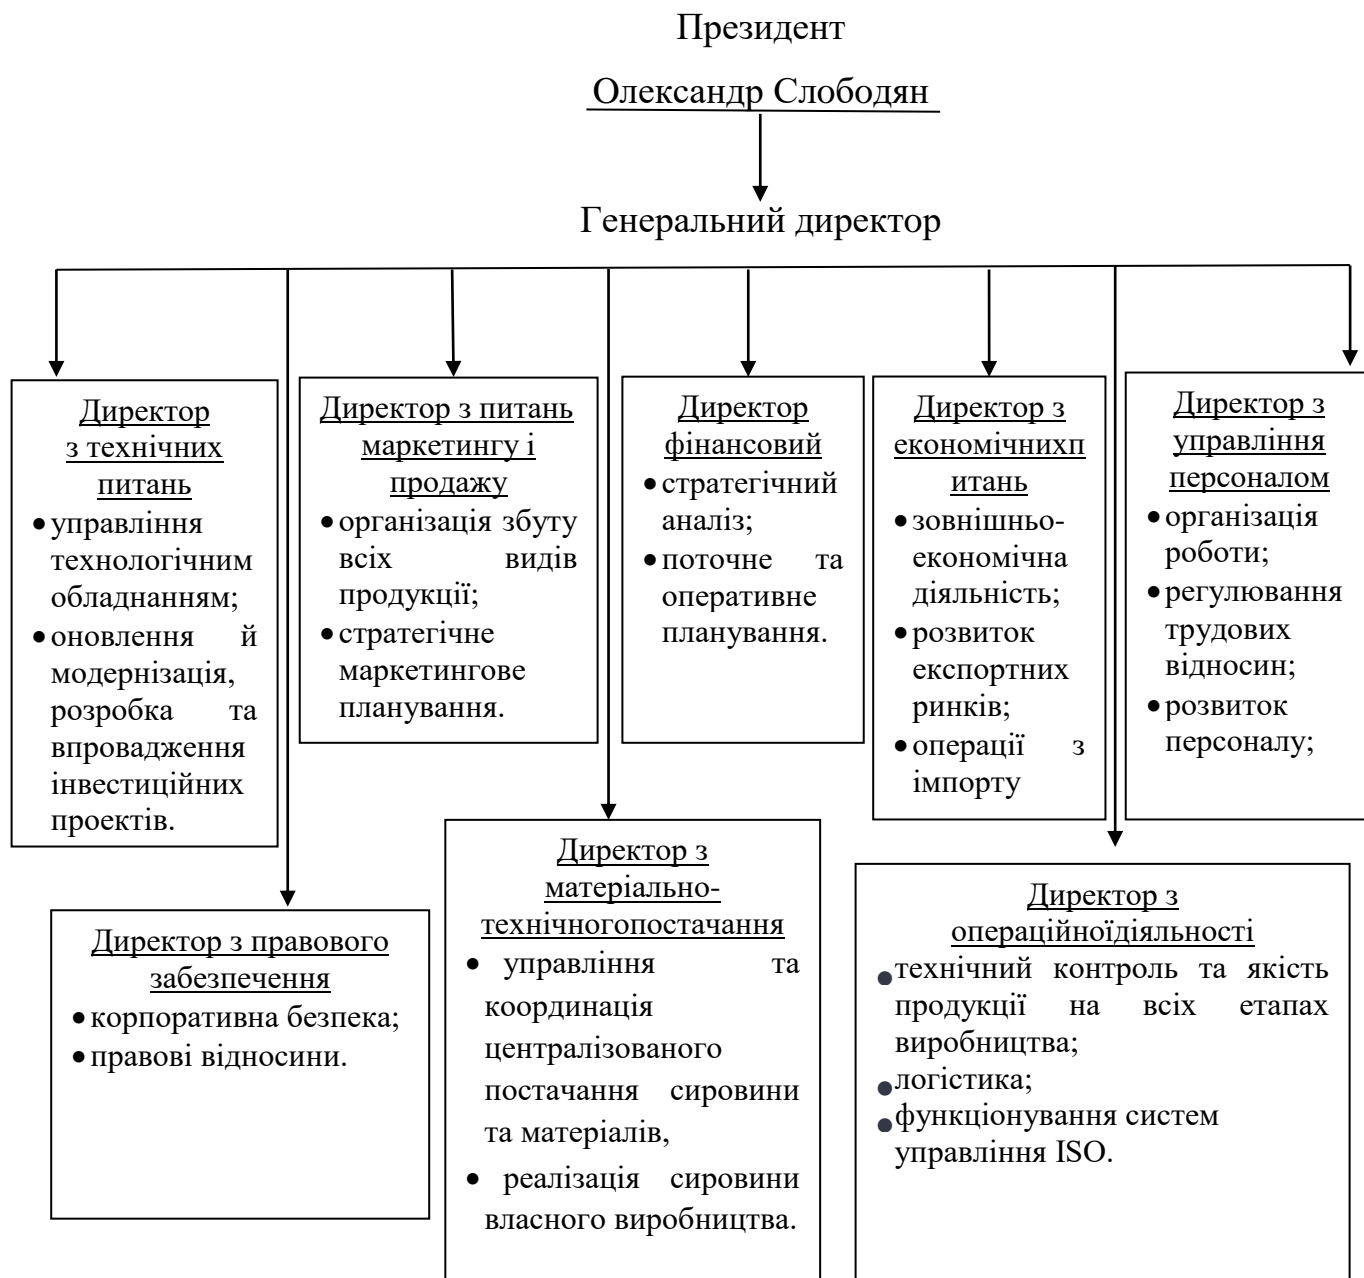 Президент
Олександр Слободян
Генеральний директор
Директор
з технічних
питань
• управління
технологічним
обладнанням;
• оновлення й
модернізація,
розробка та
впровадження
інвестиційних
проектів.
Директор з питань
маркетингу і
продажу
• організація збуту
всіх видів
продукції;
• стратегічне
маркетингове
планування.
Директор
фінансовий
• стратегічний
аналіз;
• поточне та
оперативне
планування.
Директор з
економічнихп
итань
• зовнішньо-
економічна
діяльність;
• розвиток
експортних
ринків;
• операції з
імпорту
Директор з
управління
персоналом
• організація
роботи;
• регулювання
трудових
відносин;
• розвиток
персоналу;
Директор з правового
забезпечення
• корпоративна безпека;
• правові відносини.
Директор з
матеріально-
технічногопостачання
• управління та
координація
централізованого
постачання сировини
та матеріалів,
• реалізація сировини
власного виробництва.
Директор з
операційноїдіяльності
• технічний контроль та якість
продукції на всіх етапах
виробництва;
• логістика;
• функціонування систем
управління ISO.